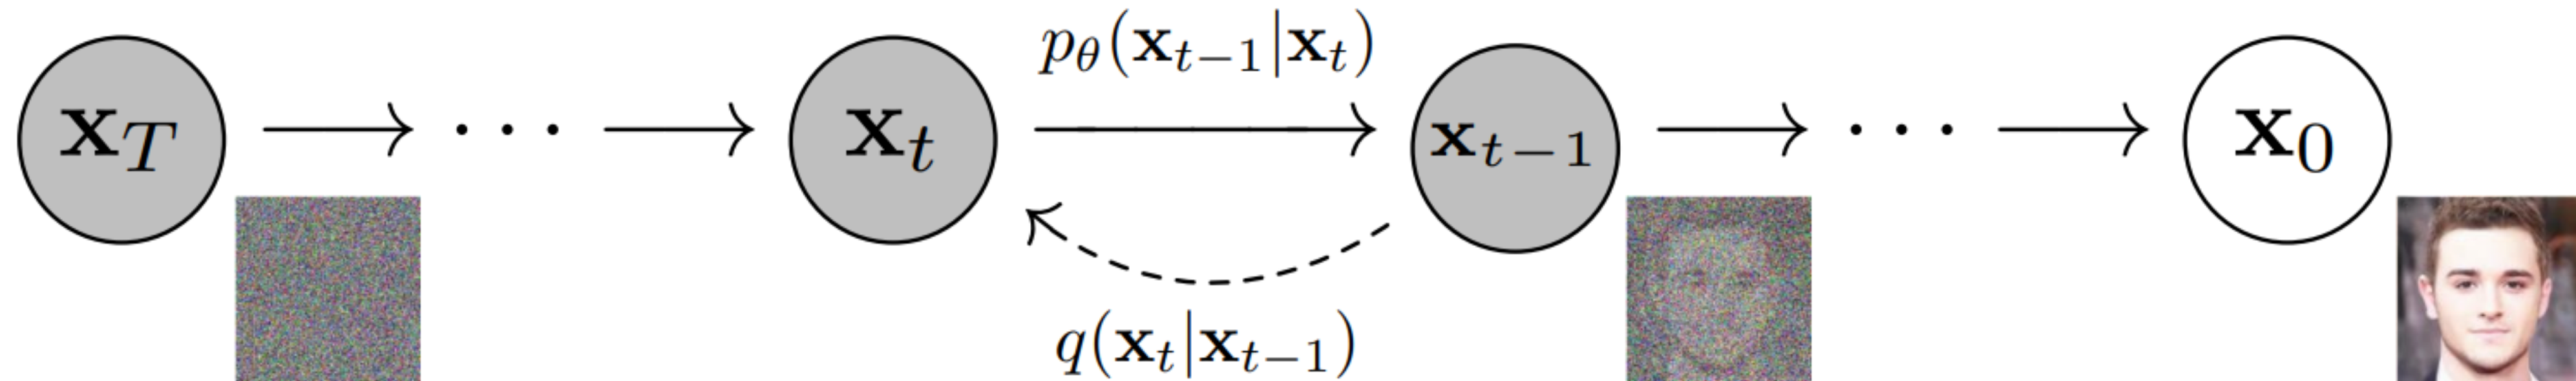 p_θ(x_{t−1}|x_t)
x_T → ⋯ → x_t → x_{t−1} → ⋯ → x_0
q(x_t|x_{t−1})